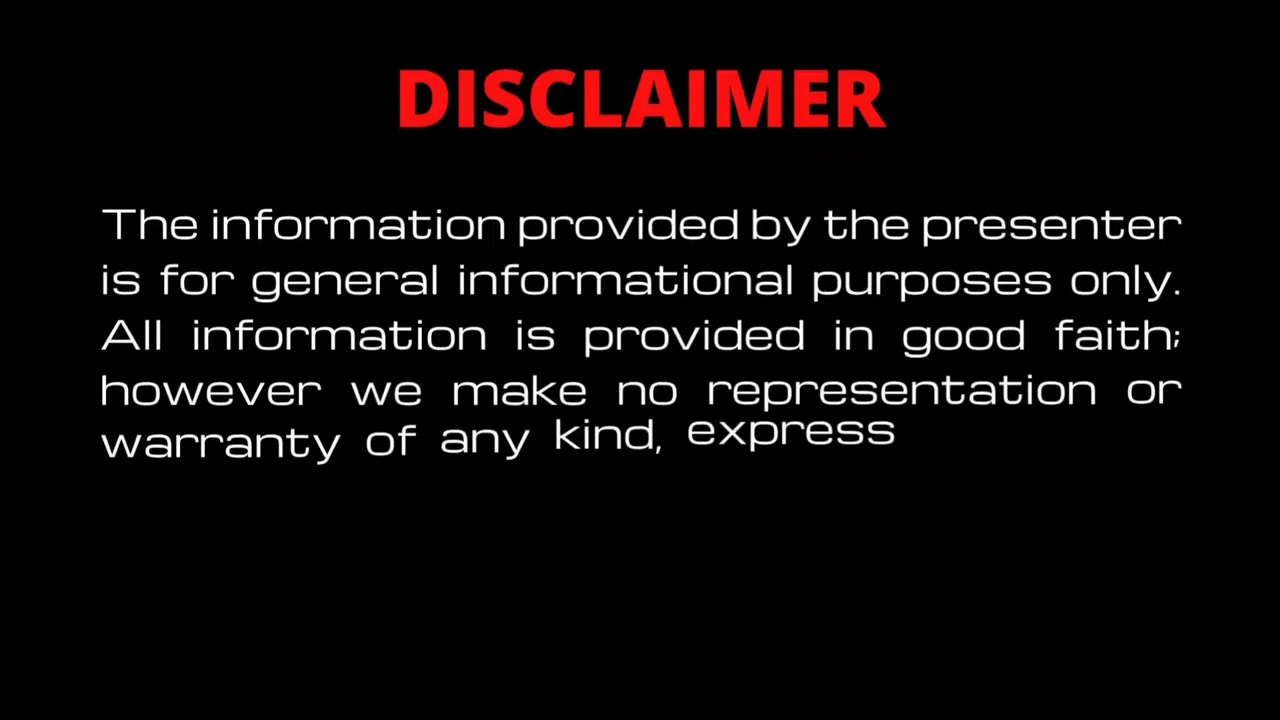 DISCLAIMER
The information provided by the presenter
is for general informational purposes only.
All information is provided in good faith;
however we make no representation or
warranty of any kind, express